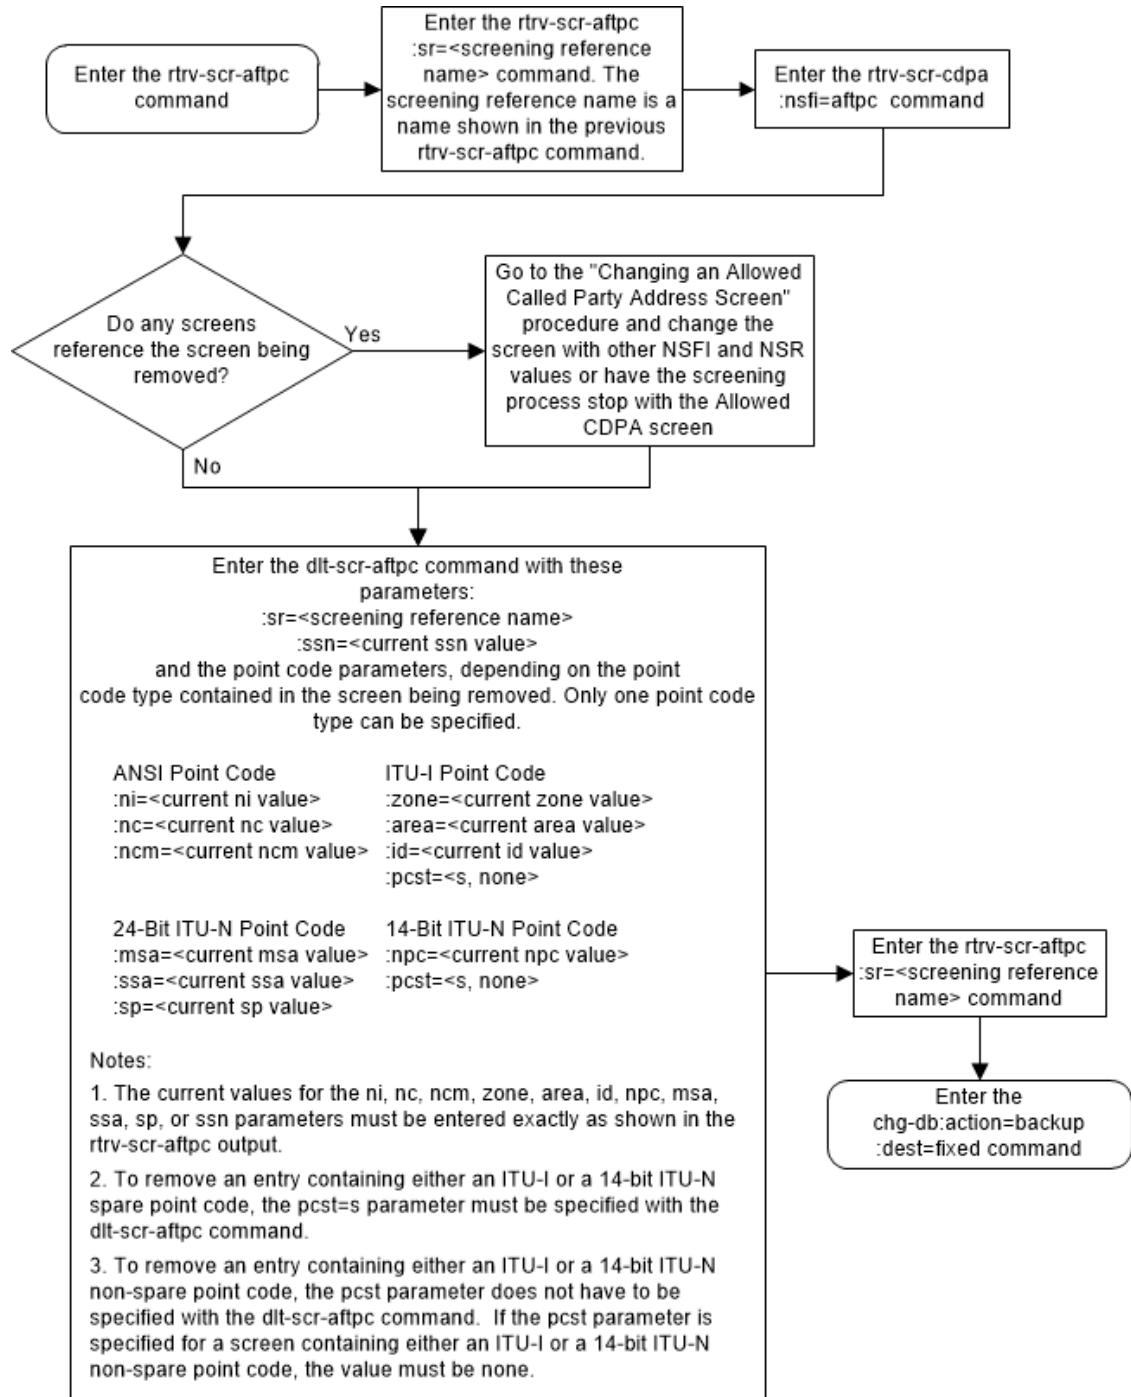 Enter the rtrv-scr-aftpc
command
Enter the rtrv-scr-aftpc
:sr=<screening reference
name> command. The
screening reference name is a
name shown in the previous
rtrv-scr-aftpc command.
Enter the rtrv-scr-cdpa
:nsfi=aftpc command
Do any screens
reference the screen being
removed?
Yes
No
Go to the "Changing an Allowed
Called Party Address Screen"
procedure and change the
screen with other NSFI and NSR
values or have the screening
process stop with the Allowed
CDPA screen
Enter the dlt-scr-aftpc command with these
parameters:
:sr=<screening reference name>
:ssn=<current ssn value>
and the point code parameters, depending on the point
code type contained in the screen being removed. Only one point code
type can be specified.
ANSI Point Code
:ni=<current ni value>
:nc=<current nc value>
:ncm=<current ncm value>
ITU-I Point Code
:zone=<current zone value>
:area=<current area value>
:id=<current id value>
:pcst=<s, none>
24-Bit ITU-N Point Code
:msa=<current msa value>
:ssa=<current ssa value>
:sp=<current sp value>
14-Bit ITU-N Point Code
:npc=<current npc value>
:pcst=<s, none>
Notes:
1. The current values for the ni, nc, ncm, zone, area, id, npc, msa,
ssa, sp, or ssn parameters must be entered exactly as shown in the
rtrv-scr-aftpc output.
2. To remove an entry containing either an ITU-I or a 14-bit ITU-N
spare point code, the pcst=s parameter must be specified with the
dlt-scr-aftpc command.
3. To remove an entry containing either an ITU-I or a 14-bit ITU-N
non-spare point code, the pcst parameter does not have to be
specified with the dlt-scr-aftpc command. If the pcst parameter is
specified for a screen containing either an ITU-I or a 14-bit ITU-N
non-spare point code, the value must be none.
Enter the rtrv-scr-aftpc
:sr=<screening reference
name> command
Enter the
chg-db:action=backup
:dest=fixed command